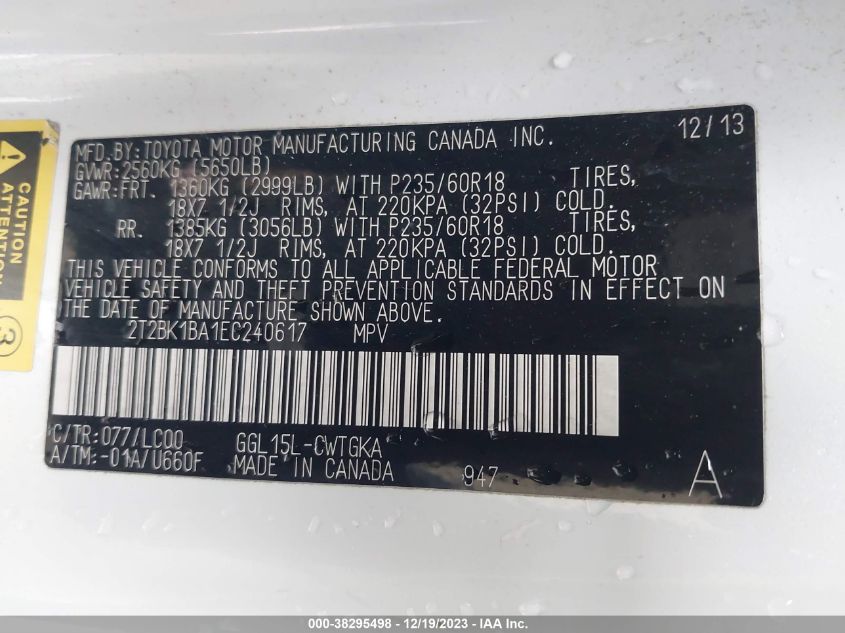 CAUTION
ATTENTION
3
MFD. BY: TOYOTA MOTOR MANUFACTURING CANADA INC. 12/13
GVWR: 2560KG (5650LB)
GAWR: FRT. 1360KG (2999LB) WITH P235/60R18 TIRES,
18X7 1/2J RIMS, AT 220KPA (32PSI) COLD.
RR. 1385KG (3056LB) WITH P235/60R18 TIRES,
18X7 1/2J RIMS, AT 220KPA (32PSI) COLD.
THIS VEHICLE CONFORMS TO ALL APPLICABLE FEDERAL MOTOR
VEHICLE SAFETY AND THEFT PREVENTION STANDARDS IN EFFECT ON
THE DATE OF MANUFACTURE SHOWN ABOVE.
2T2BK1BA1EC240617 MPV
C/TR: 077/LC00 GGL15L-CWTGKA
A/TM: -01A/U660F MADE IN CANADA 947 A
000-38295498 - 12/19/2023 - IAAI.com